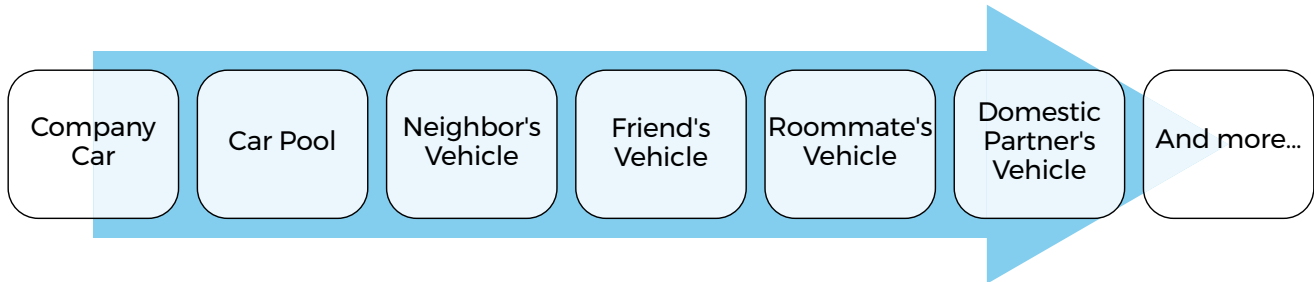 Company
Car
Car Pool
Neighbor's
Vehicle
Friend's
Vehicle
Roommate's
Vehicle
Domestic
Partner's
Vehicle
And more...